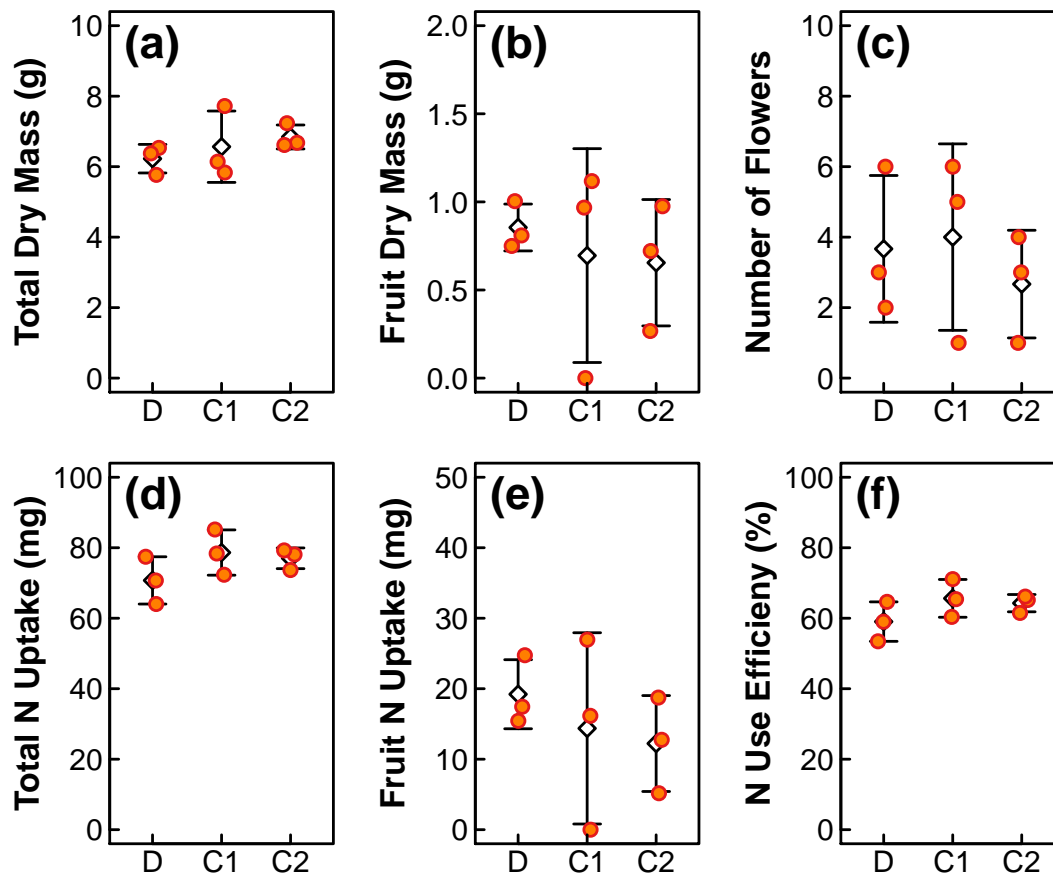 (a)
Total Dry Mass (g)
10
8
6
4
2
0
D C1 C2
(b)
Fruit Dry Mass (g)
2.0
1.5
1.0
0.5
0.0
D C1 C2
(c)
Number of Flowers
10
8
6
4
2
0
D C1 C2
(d)
Total N Uptake (mg)
100
80
60
40
20
0
D C1 C2
(e)
Fruit N Uptake (mg)
50
40
30
20
10
0
D C1 C2
(f)
N Use Efficieny (%)
100
80
60
40
20
0
D C1 C2